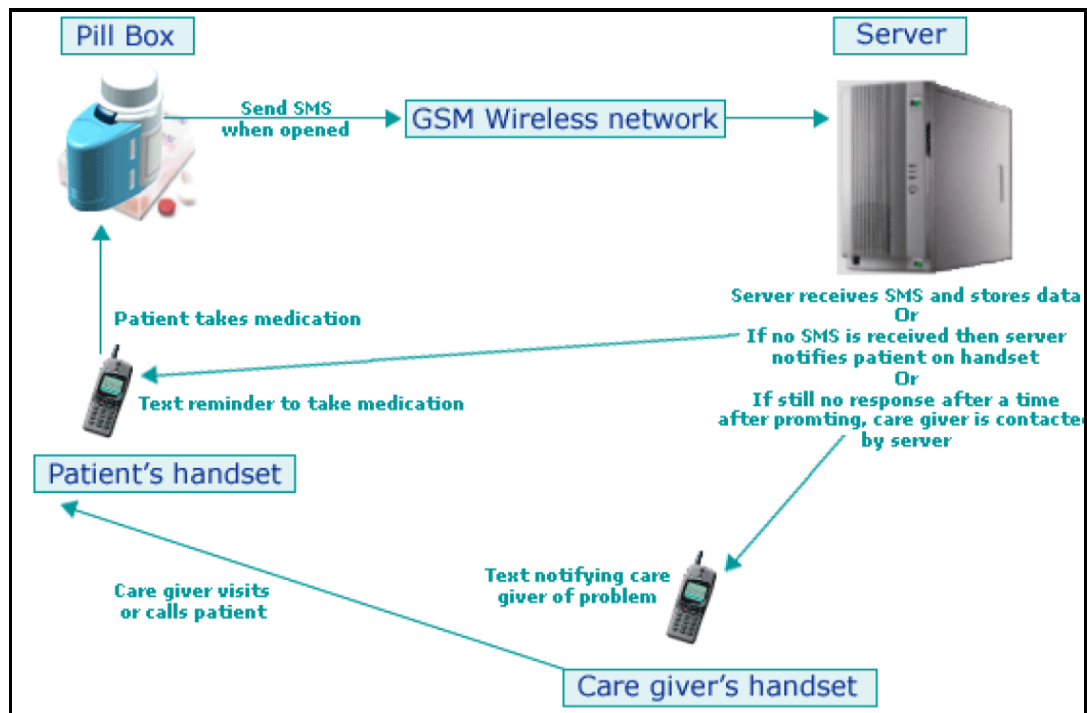 Pill Box
Server
Send SMS
when opened
GSM Wireless network
Server receives SMS and stores data
Or
If no SMS is received then server
notifies patient on handset
Or
If still no response after a time
after promting, care giver is contacted
by server
Patient takes medication
Text reminder to take medication
Patient's handset
Text notifying care
giver of problem
Care giver visits
or calls patient
Care giver's handset